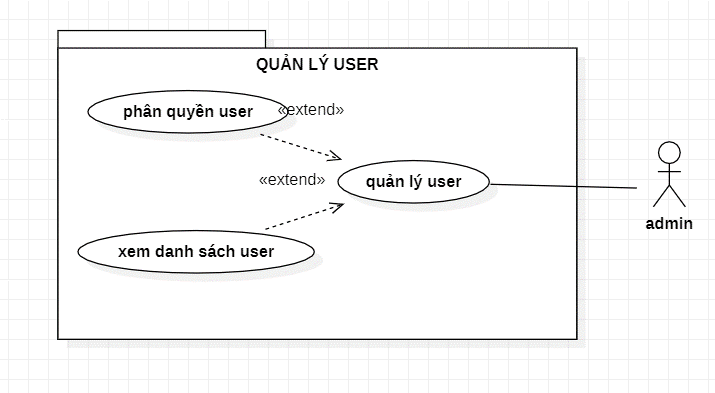 QUẢN LÝ USER
phân quyền user
«extend»
«extend»
quản lý user
admin
xem danh sách user